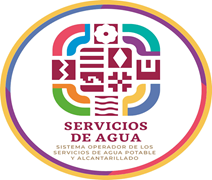 SERVICIOS
DE AGUA
SISTEMA OPERADOR DE LOS
SERVICIOS DE AGUA POTABLE
Y ALCANTARILLADO